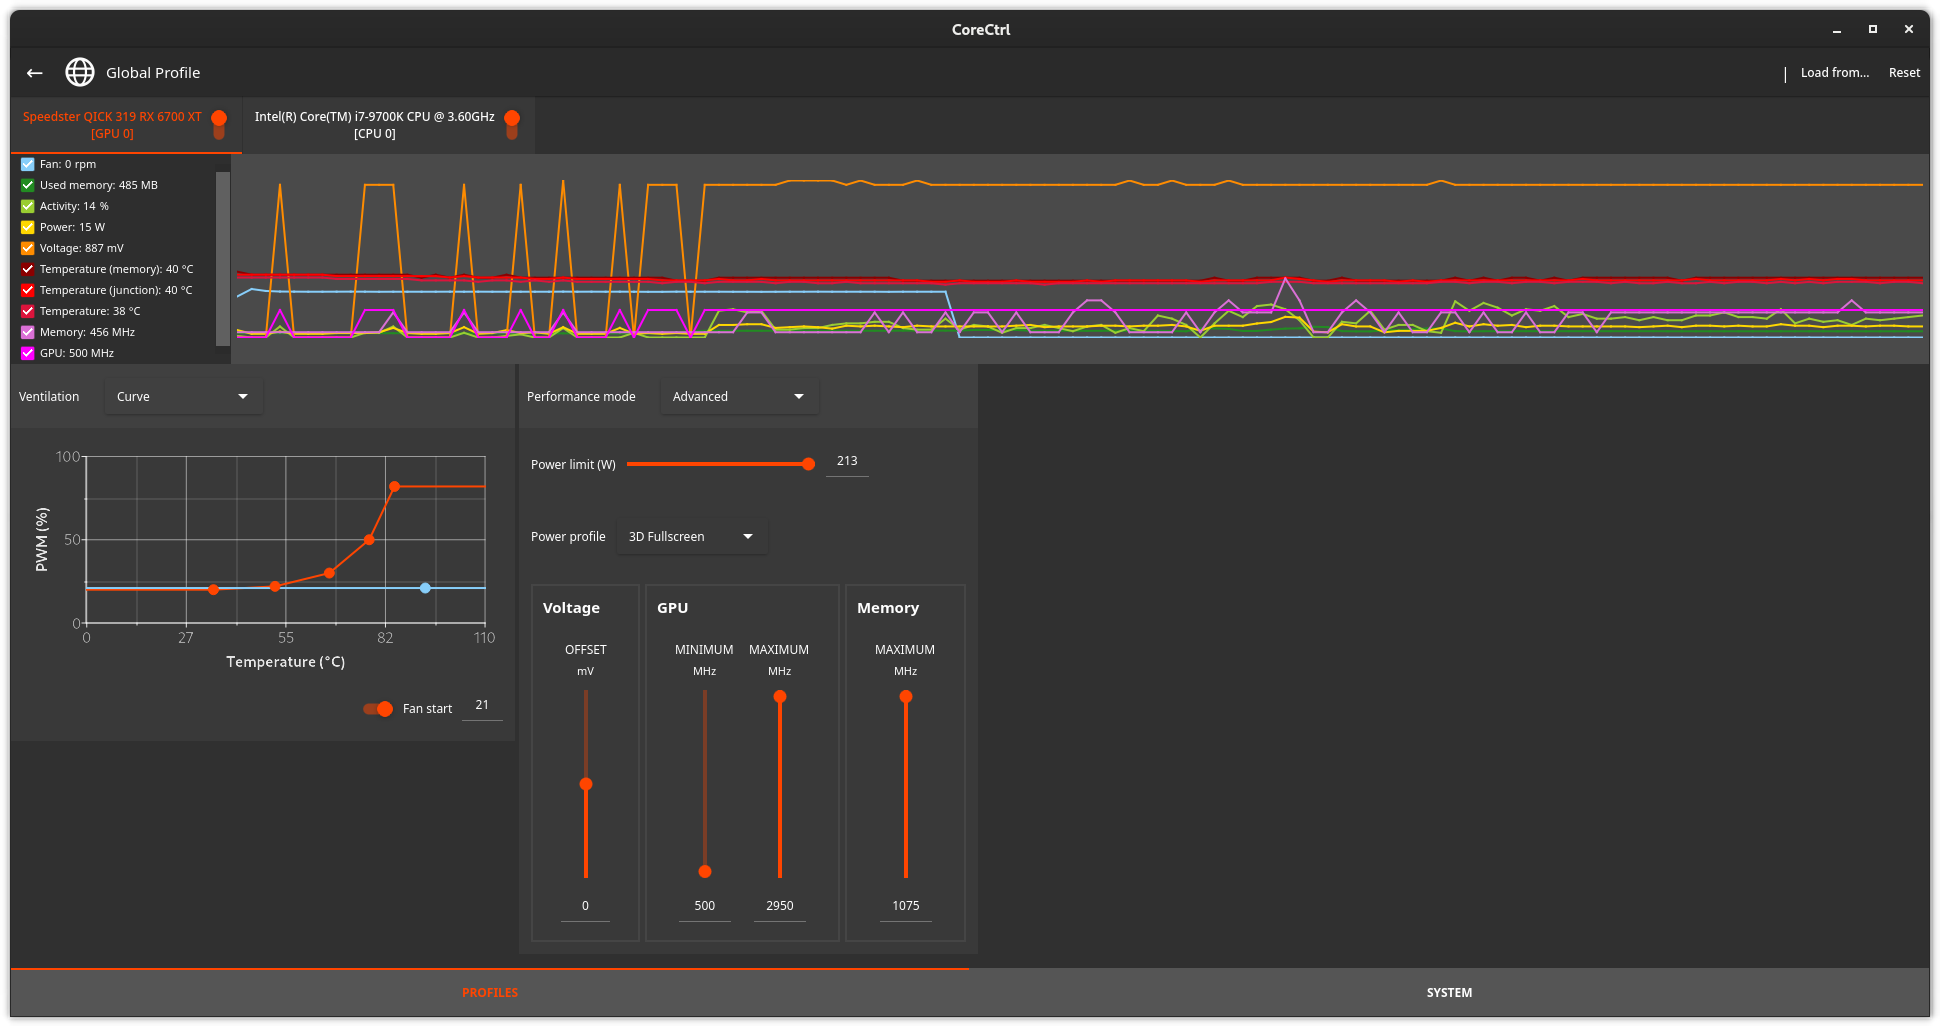 CoreCtrl
Global Profile
Load from...
Reset
Speedster QICK 319 RX 6700 XT
[GPU 0]
Intel(R) Core(TM) i7-9700K CPU @ 3.60GHz
[CPU 0]
Fan: 0 rpm
Used memory: 485 MB
Activity: 14 %
Power: 15 W
Voltage: 887 mV
Temperature (memory): 40 °C
Temperature (junction): 40 °C
Temperature: 38 °C
Memory: 456 MHz
GPU: 500 MHz
Ventilation
Curve
100
50
0
PWM (%)
0 27 55 82 110
Temperature (°C)
Fan start 21
Performance mode
Advanced
Power limit (W)
213
Power profile
3D Fullscreen
Voltage
OFFSET
mV
0
GPU
MINIMUM MAXIMUM
MHz MHz
500 2950
Memory
MAXIMUM
MHz
1075
PROFILES
SYSTEM